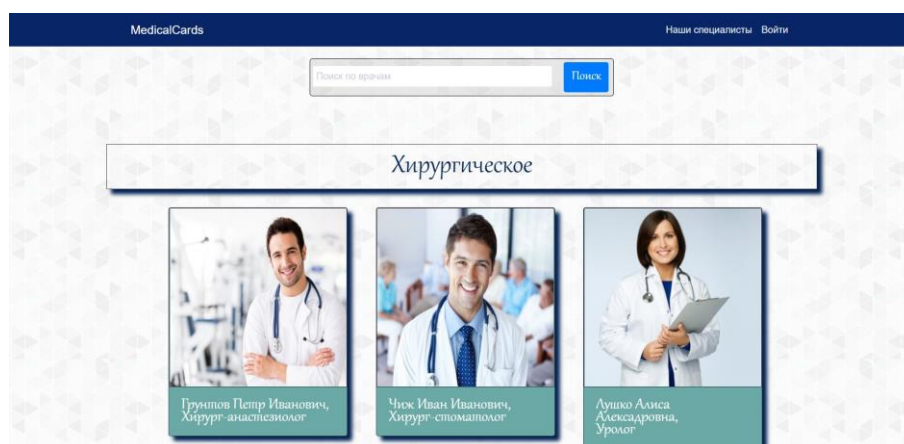 MedicalCards
Наши специалисты Войти
Поиск по врачам
Поиск
Хирургическое
Грунтов Петр Иванович,
Хирург-анастезиолог
Чиж Иван Иванович,
Хирург-стоматолог
Лушко Алиса
Алексадровна,
Уролог